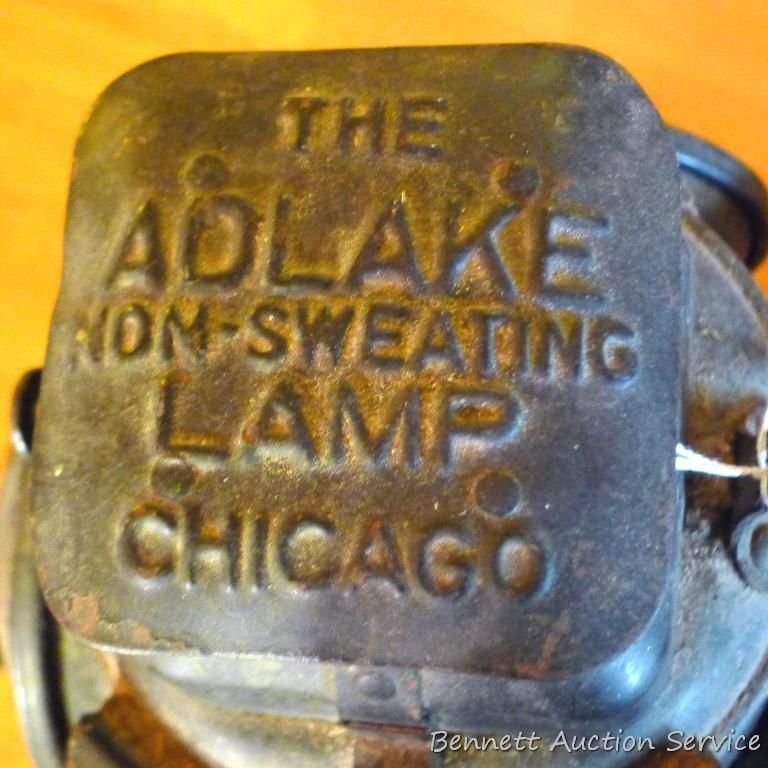 THE
ADLAKE
NON-SWEATING
LAMP
CHICAGO
Bennett Auction Service